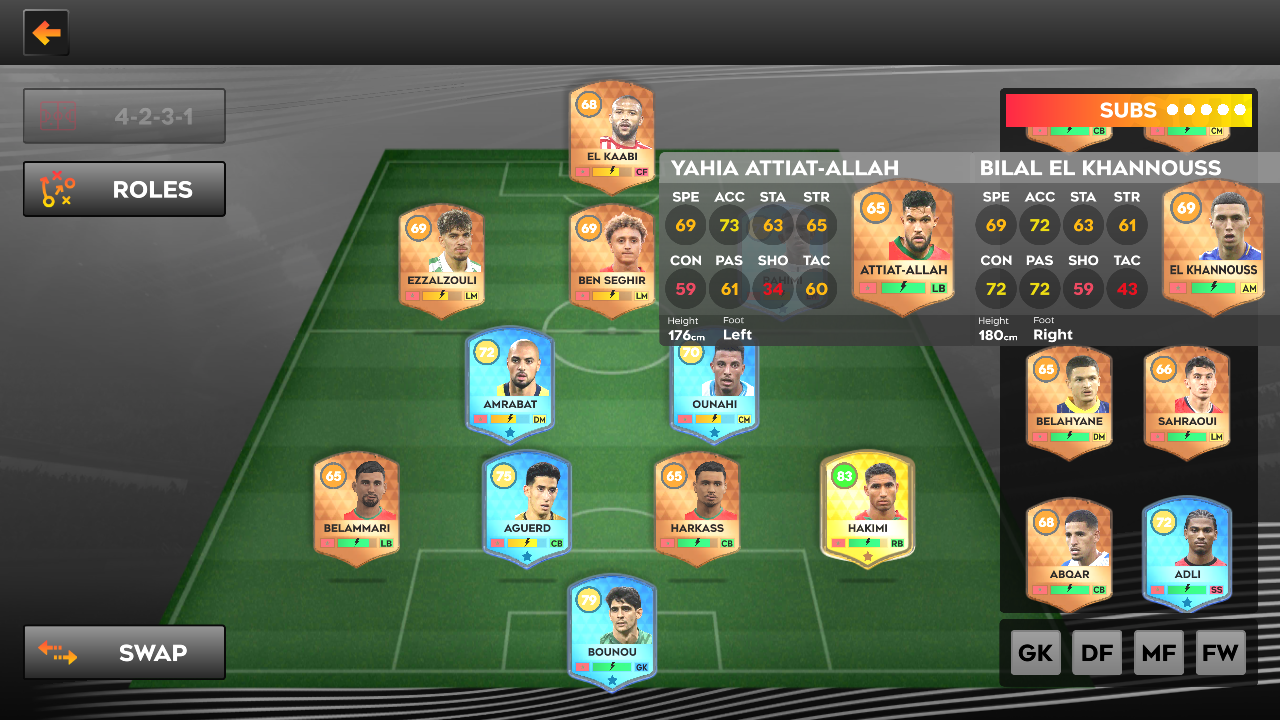 4-2-3-1
ROLES
SWAP
68
EL KAABI
CF
69
EZZALZOULI
LM
69
BEN SEGHIR
LM
72
AMRABAT
DM
70
OUNAHI
CM
65
BELAMMARI
LB
75
AGUERD
CB
65
HARKASS
CB
83
HAKIMI
RB
79
BOUNOU
GK
SUBS
CB
CM
YAHIA ATTIAT-ALLAH
SPE ACC STA STR
69 73 63 65
CON PAS SHO TAC
59 61 34 60
Height Foot
176cm Left
65
ATTIAT-ALLAH
LB
BILAL EL KHANNOUSS
SPE ACC STA STR
69 72 63 61
CON PAS SHO TAC
72 72 59 43
Height Foot
180cm Right
69
EL KHANNOUSS
AM
65
BELAHYANE
DM
66
SAHRAOUI
LM
68
ABQAR
CB
72
ADLI
SS
GK DF MF FW